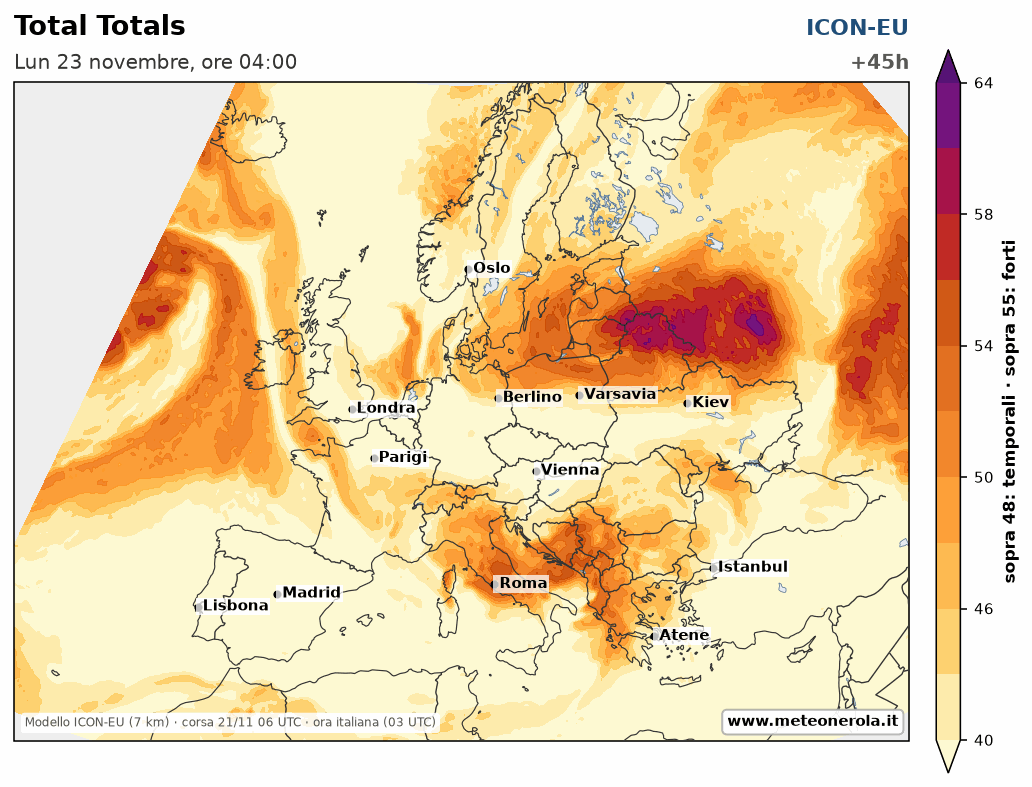 Total Totals
ICON-EU
Lun 23 novembre, ore 04:00
+45h
64
58
54
50
46
40
sopra 48: temporali · sopra 55: forti
Oslo
Berlino
Varsavia
Kiev
Londra
Parigi
Vienna
Istanbul
Roma
Madrid
Lisbona
Atene
Modello ICON-EU (7 km) · corsa 21/11 06 UTC · ora italiana (03 UTC)
www.meteonerola.it